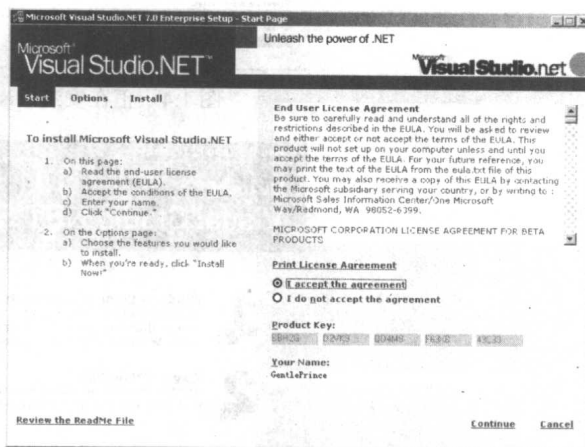 Microsoft Visual Studio.NET 7.0 Enterprise Setup - Start Page
Unleash the power of .NET
Microsoft
Visual Studio.NET™
Microsoft
Visual Studio.net
Start Options Install
To install Microsoft Visual Studio.NET
1. On this page:
a) Read the end-user license
agreement (EULA).
b) Accept the conditions of the EULA.
c) Enter your name.
d) Click "Continue."
2. On the Options page:
a) Choose the features you would like
to install.
b) When you're ready, click "Install
Now!"
End User License Agreement
Be sure to carefully read and understand all of the rights and
restrictions described in the EULA. You will be asked to review
and either accept or not accept the terms of the EULA. This
product will not set up on your computer unless and until you
accept the terms of the EULA. For your future reference, you
may print the text of the EULA from the eula.txt file of this
product. You may also receive a copy of this EULA by contacting
the Microsoft subsidiary serving your country, or by writing to :
Microsoft Sales Information Center/One Microsoft
Way/Redmond, WA 98052-6399.
MICROSOFT CORPORATION LICENSE AGREEMENT FOR BETA
PRODUCTS
Print License Agreement
I accept the agreement
I do not accept the agreement
Product Key:
Your Name:
GentlePrince
Review the ReadMe File
Continue Cancel